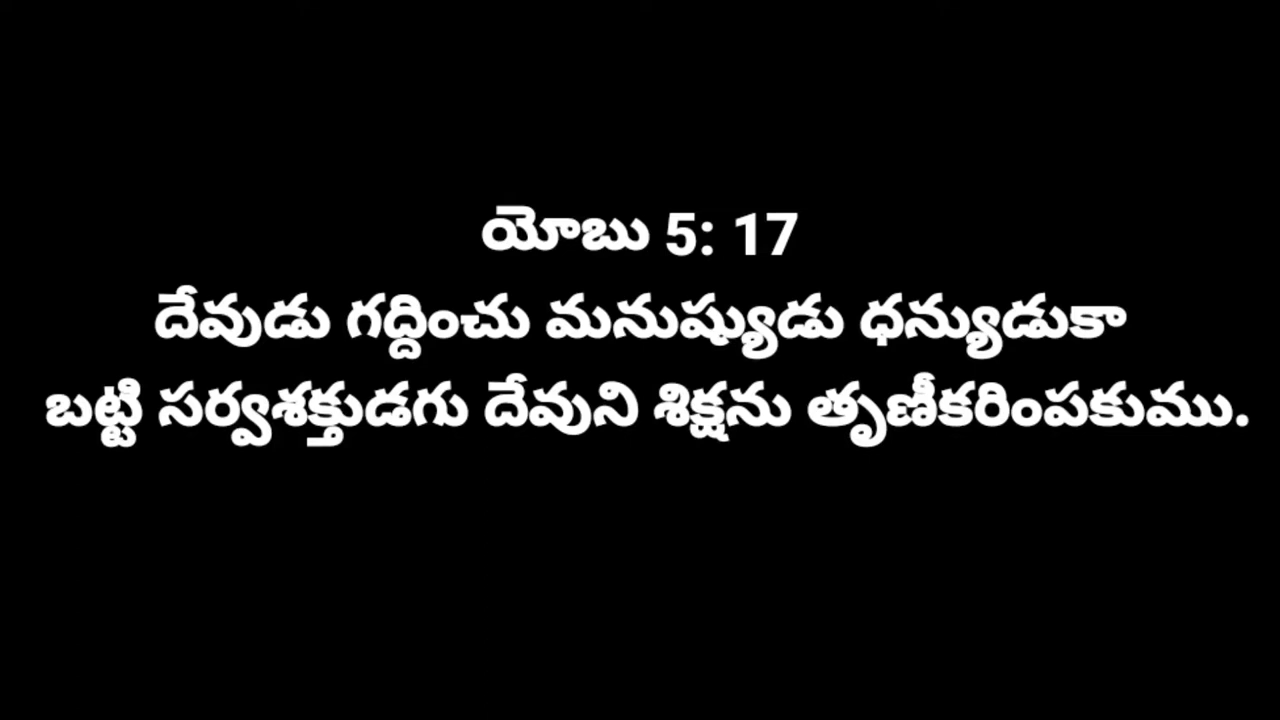 యోబు 5: 17
దేవుడు గద్దించు మనుష్యుడు ధన్యుడుకా
బట్టి సర్వశక్తుడగు దేవుని శిక్షను తృణీకరింపకుము.